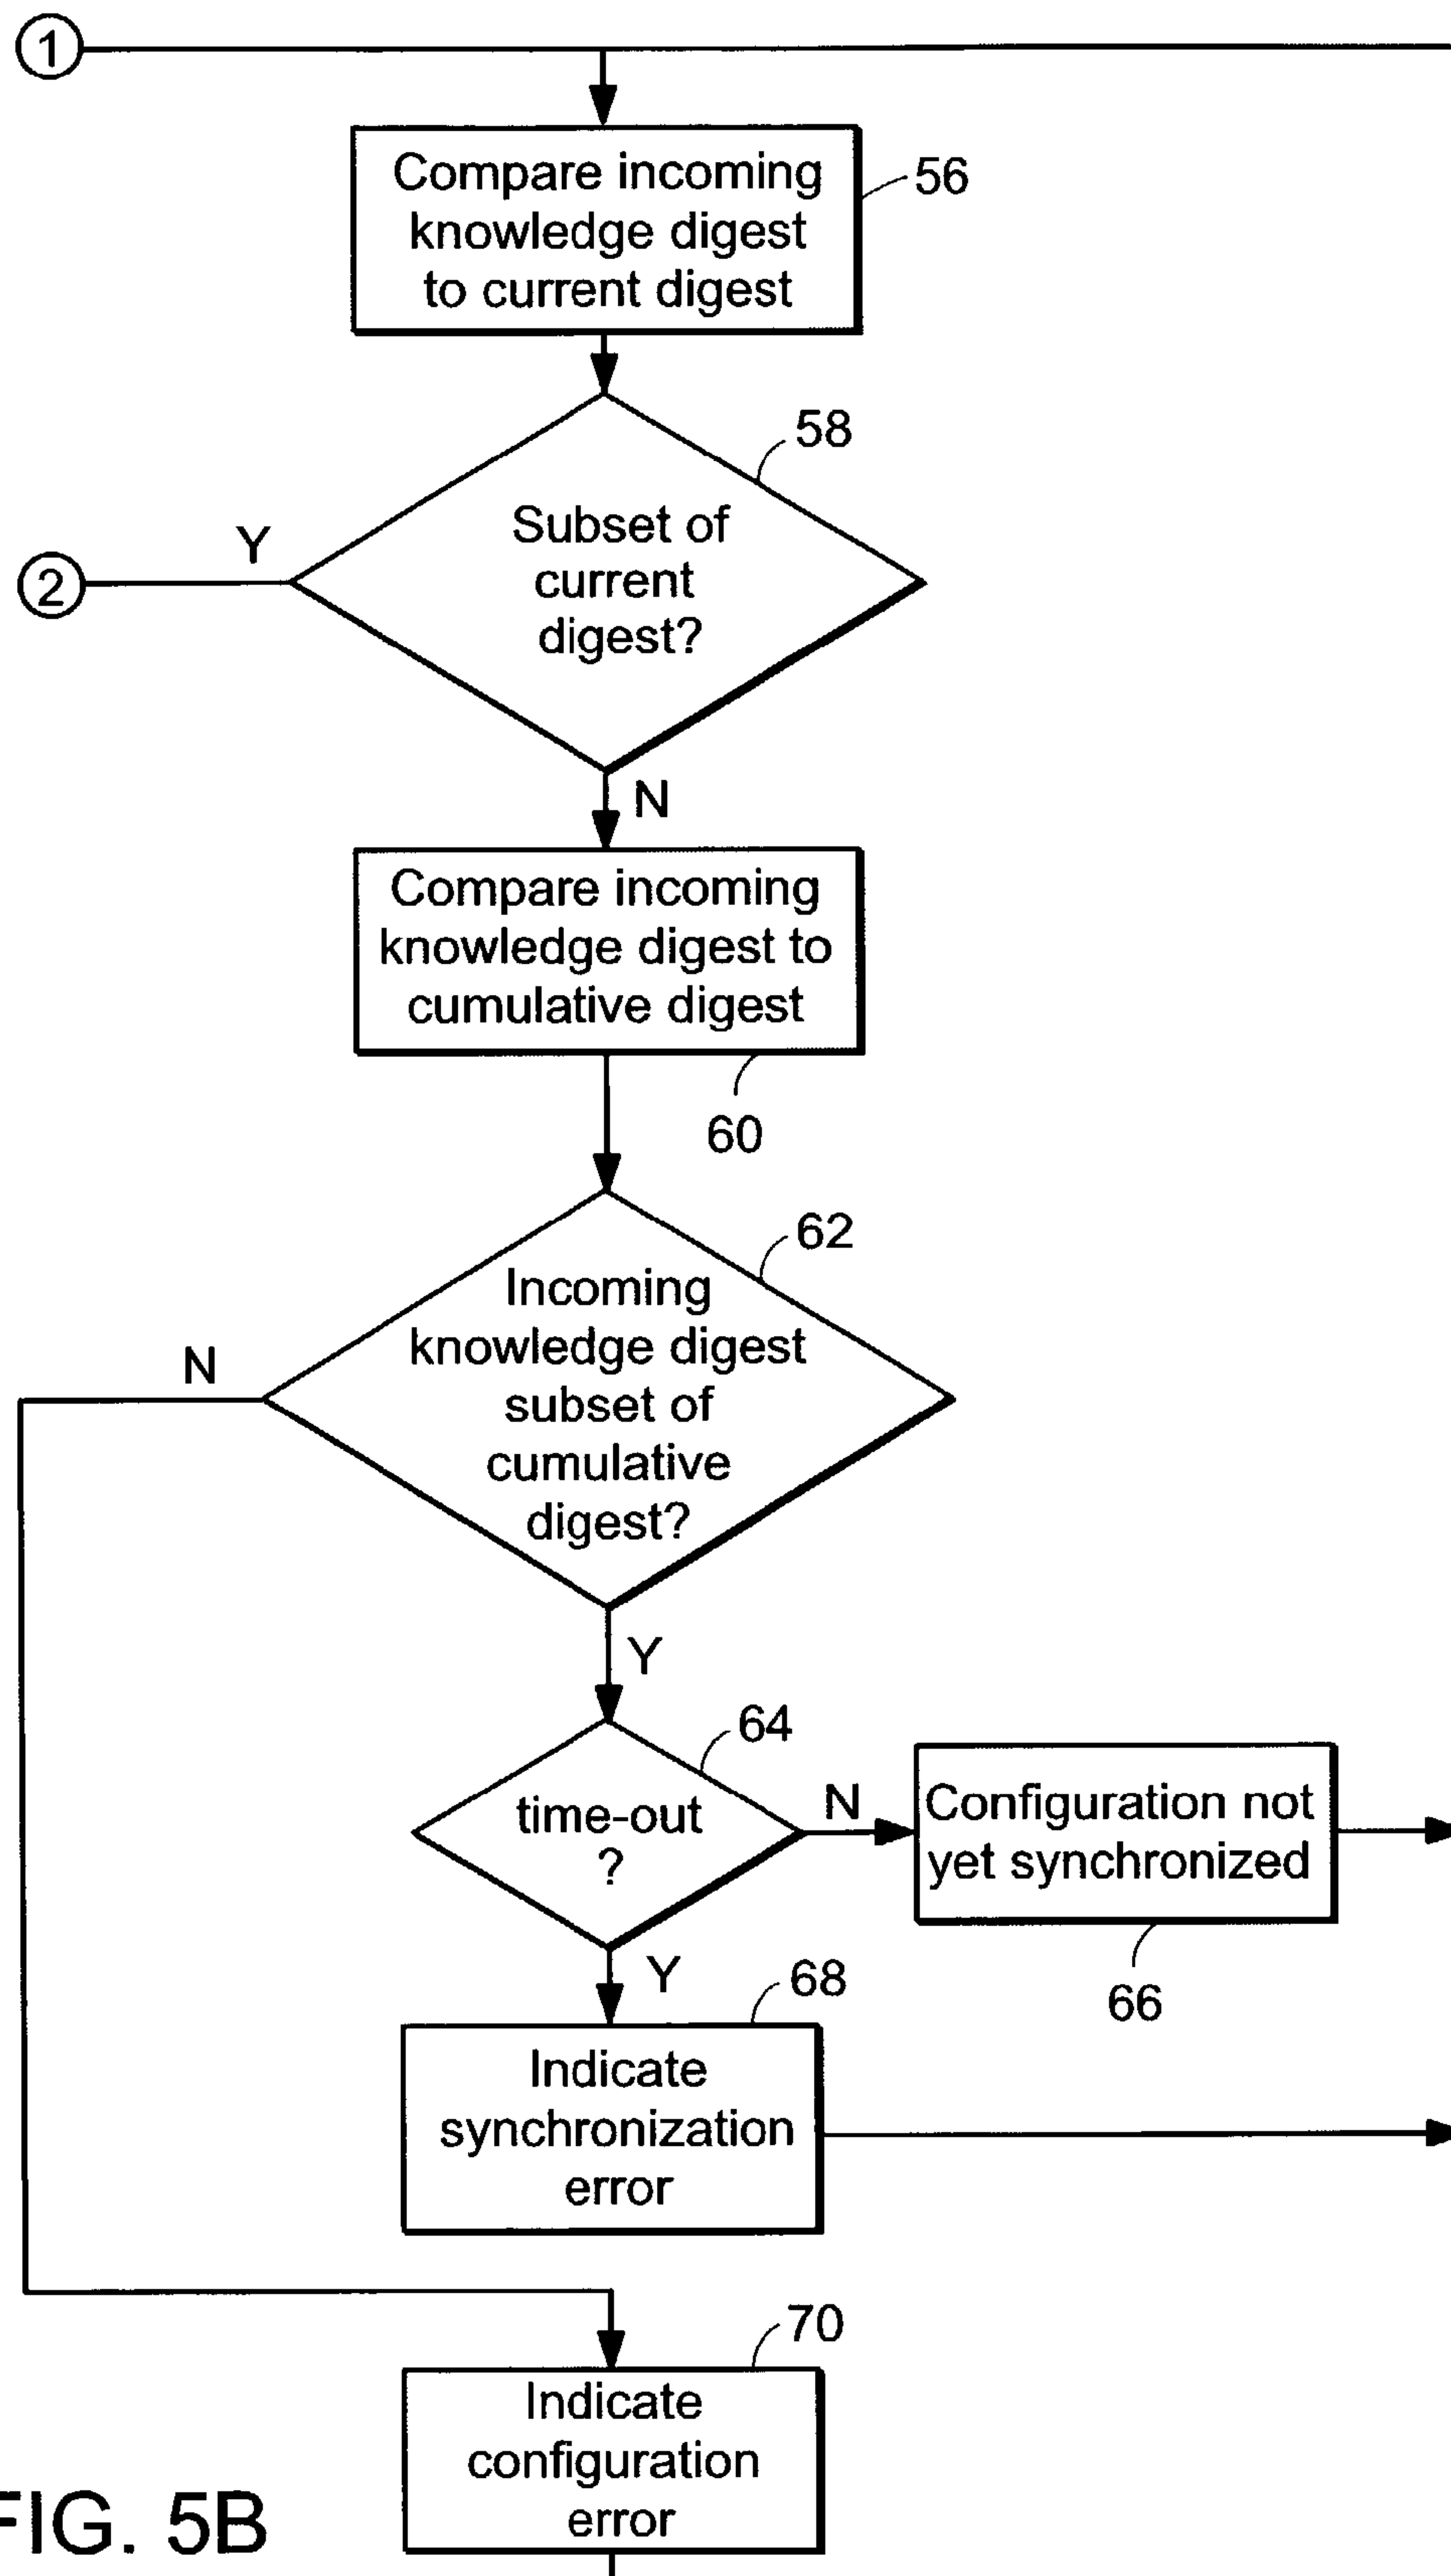 1
Compare incoming
knowledge digest
to current digest
56
58
Subset of
current
digest?
Y
2
N
Compare incoming
knowledge digest to
cumulative digest
60
62
Incoming
knowledge digest
subset of
cumulative
digest?
N
Y
64
time-out
?
N
Configuration not
yet synchronized
66
Y
68
Indicate
synchronization
error
70
Indicate
configuration
error
FIG. 5B